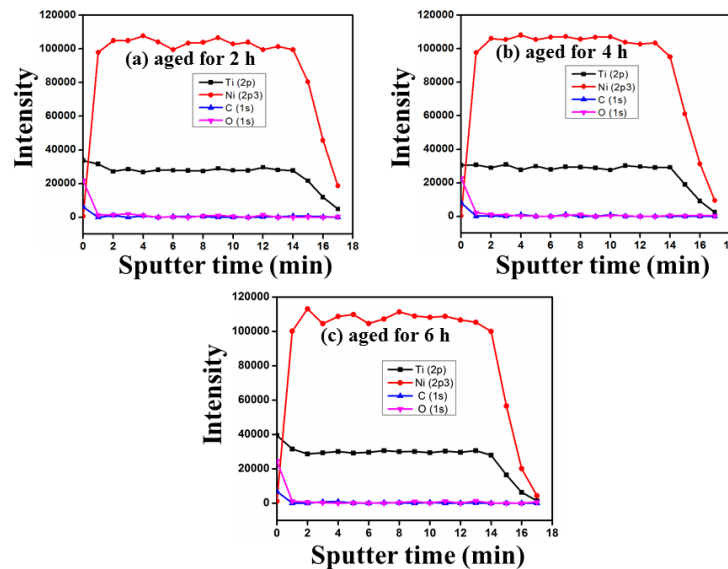 120000
100000
80000
60000
40000
20000
0
Intensity
(a) aged for 2 h
Ti (2p)
Ni (2p3)
C (1s)
O (1s)
0 2 4 6 8 10 12 14 16 18
Sputter time (min)
120000
100000
80000
60000
40000
20000
0
Intensity
(b) aged for 4 h
Ti (2p)
Ni (2p3)
C (1s)
O (1s)
0 2 4 6 8 10 12 14 16
Sputter time (min)
120000
100000
80000
60000
40000
20000
0
Intensity
(c) aged for 6 h
Ti (2p)
Ni (2p3)
C (1s)
O (1s)
0 2 4 6 8 10 12 14 16 18
Sputter time (min)